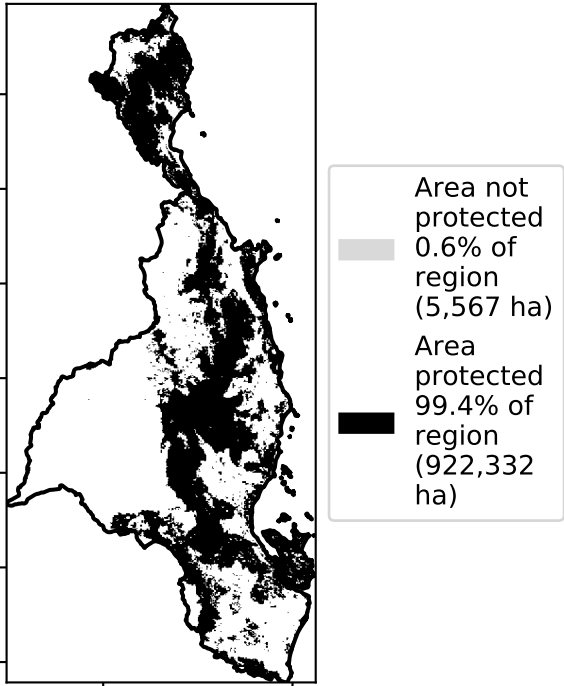 Area not
protected
0.6% of
region
(5,567 ha)
Area
protected
99.4% of
region
(922,332
ha)